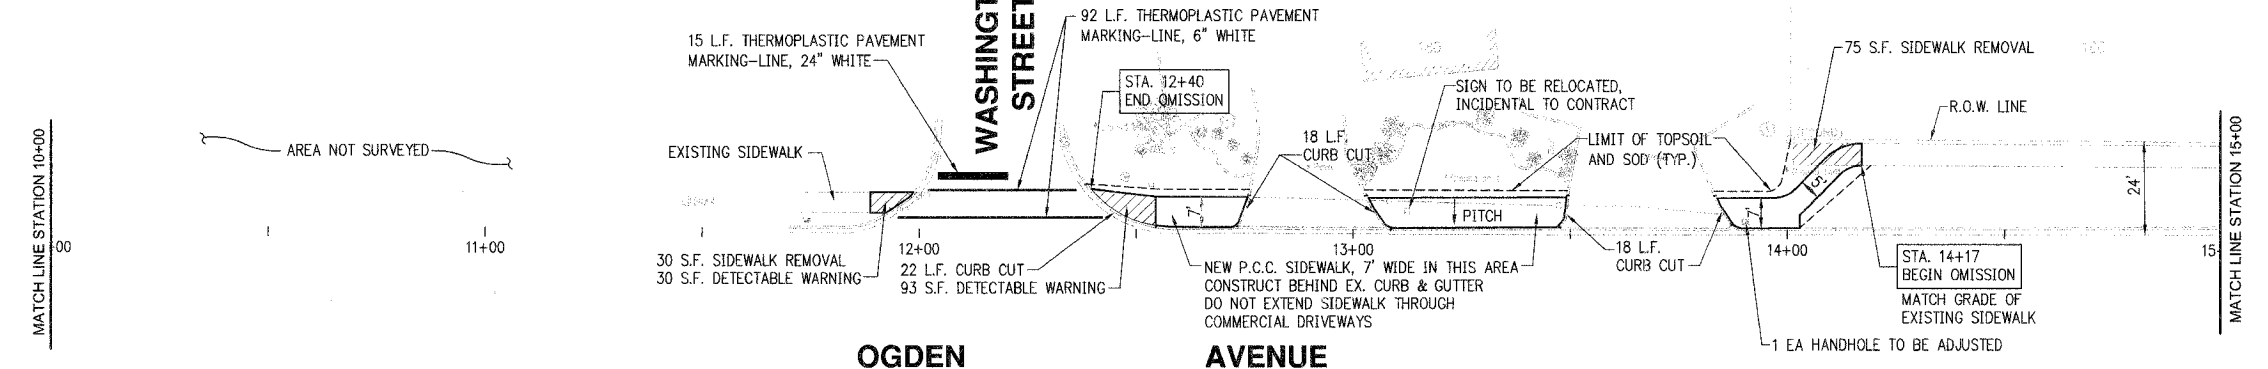 WASHINGT
STREET
15 L.F. THERMOPLASTIC PAVEMENT
MARKING-LINE, 24" WHITE
92 L.F. THERMOPLASTIC PAVEMENT
MARKING-LINE, 6" WHITE
STA. 12+40
END OMISSION
SIGN TO BE RELOCATED,
INCIDENTAL TO CONTRACT
75 S.F. SIDEWALK REMOVAL
R.O.W. LINE
MATCH LINE STATION 10+00
AREA NOT SURVEYED
EXISTING SIDEWALK
18 L.F.
CURB CUT
LIMIT OF TOPSOIL
AND SOD (TYP.)
MATCH LINE STATION 15+00
24'
5'
7'
PITCH
7'
00
11+00
12+00
13+00
14+00
15
30 S.F. SIDEWALK REMOVAL
30 S.F. DETECTABLE WARNING
22 L.F. CURB CUT
93 S.F. DETECTABLE WARNING
NEW P.C.C. SIDEWALK, 7' WIDE IN THIS AREA
CONSTRUCT BEHIND EX. CURB & GUTTER
DO NOT EXTEND SIDEWALK THROUGH
COMMERCIAL DRIVEWAYS
18 L.F.
CURB CUT
STA. 14+17
BEGIN OMISSION
MATCH GRADE OF
EXISTING SIDEWALK
1 EA HANDHOLE TO BE ADJUSTED
OGDEN AVENUE